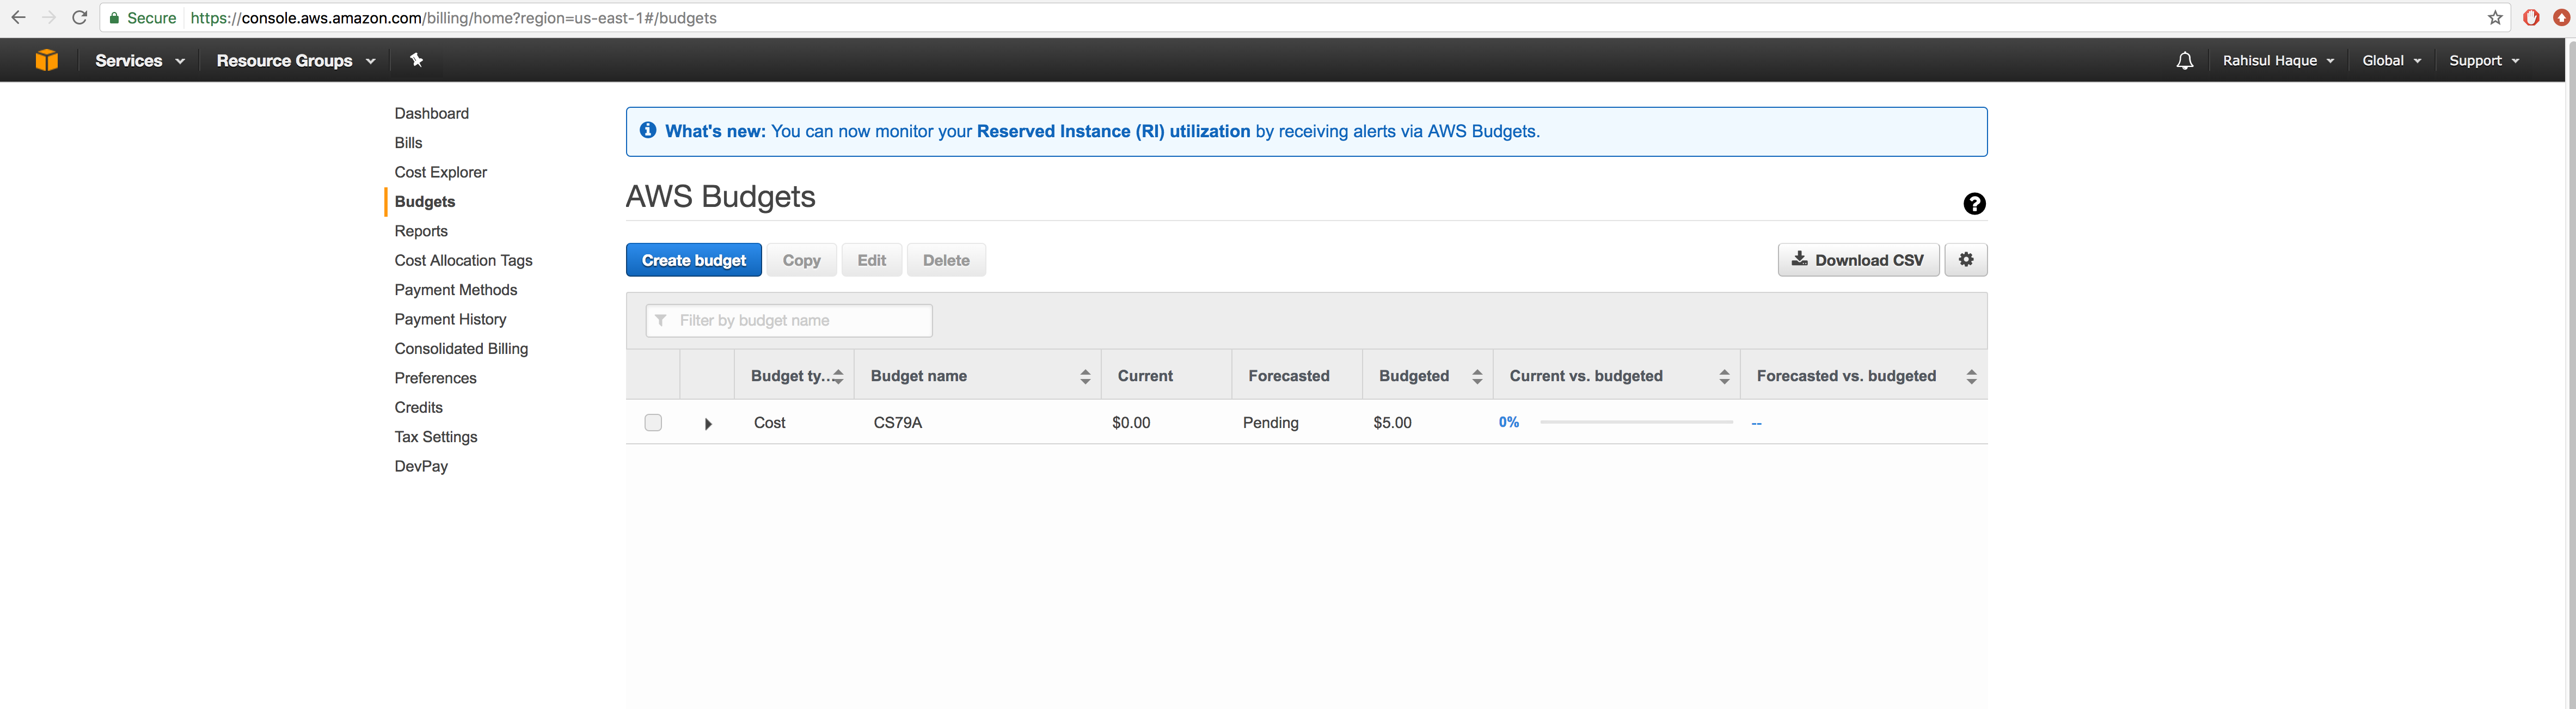 Secure https://console.aws.amazon.com/billing/home?region=us-east-1#/budgets
Services Resource Groups Rahisul Haque Global Support
Dashboard
Bills
Cost Explorer
Budgets
Reports
Cost Allocation Tags
Payment Methods
Payment History
Consolidated Billing
Preferences
Credits
Tax Settings
DevPay
What's new: You can now monitor your Reserved Instance (RI) utilization by receiving alerts via AWS Budgets.
AWS Budgets
Create budget Copy Edit Delete Download CSV
Filter by budget name
Budget ty... Budget name Current Forecasted Budgeted Current vs. budgeted Forecasted vs. budgeted
Cost CS79A $0.00 Pending $5.00 0% --